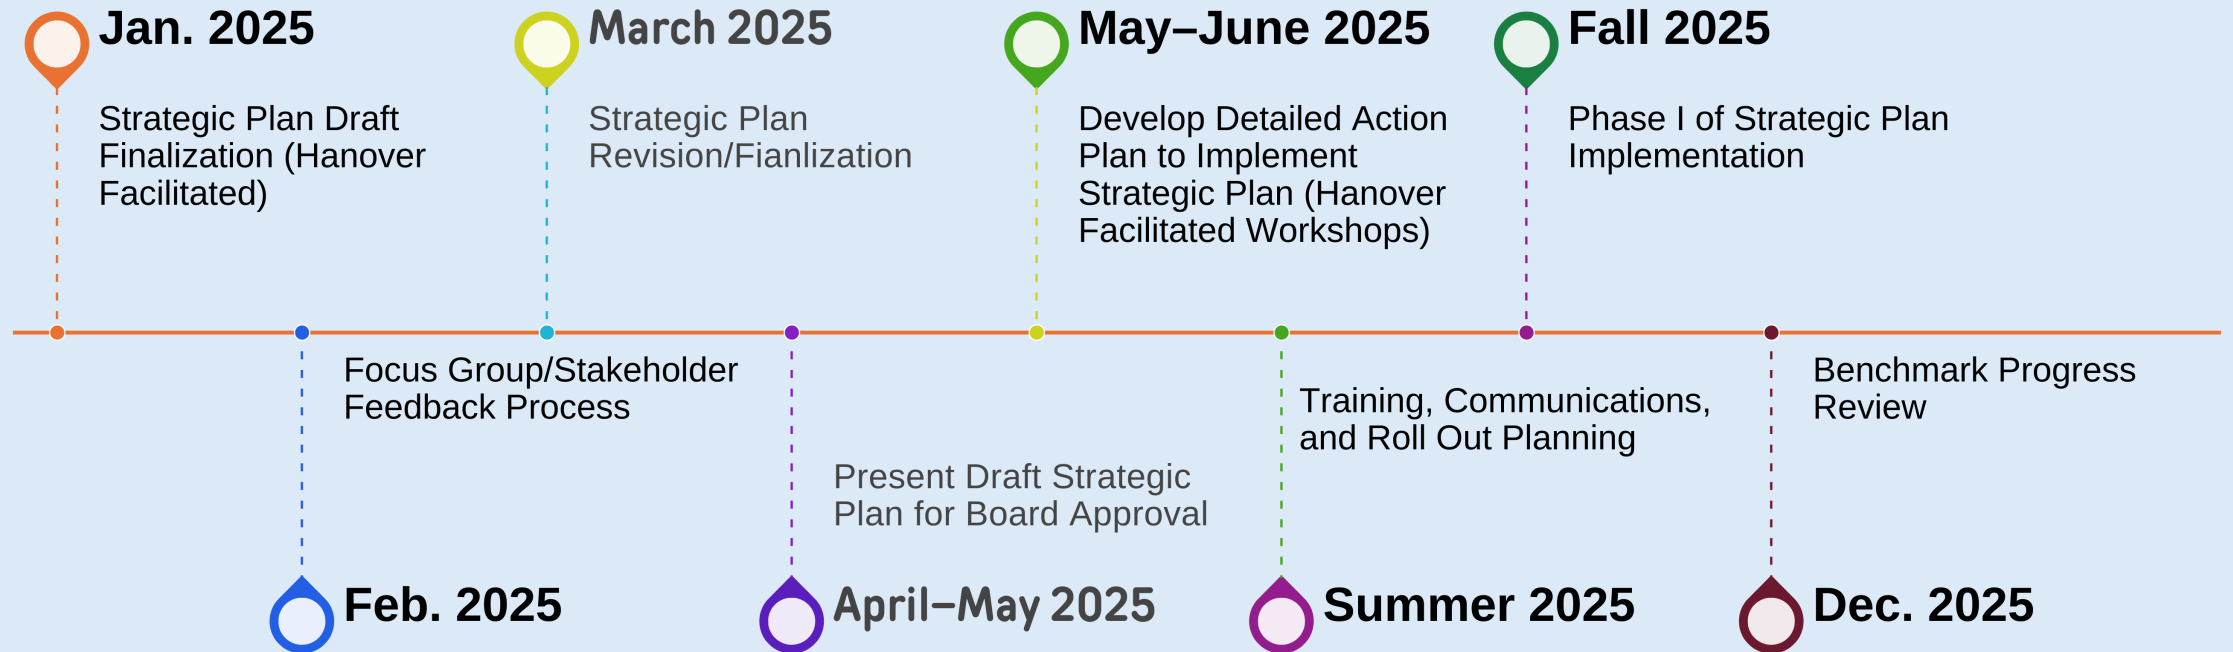 Jan. 2025
Strategic Plan Draft
Finalization (Hanover
Facilitated)
March 2025
Strategic Plan
Revision/Fianlization
May–June 2025
Develop Detailed Action
Plan to Implement
Strategic Plan (Hanover
Facilitated Workshops)
Fall 2025
Phase I of Strategic Plan
Implementation
Focus Group/Stakeholder
Feedback Process
Feb. 2025
Present Draft Strategic
Plan for Board Approval
April–May 2025
Training, Communications,
and Roll Out Planning
Summer 2025
Benchmark Progress
Review
Dec. 2025